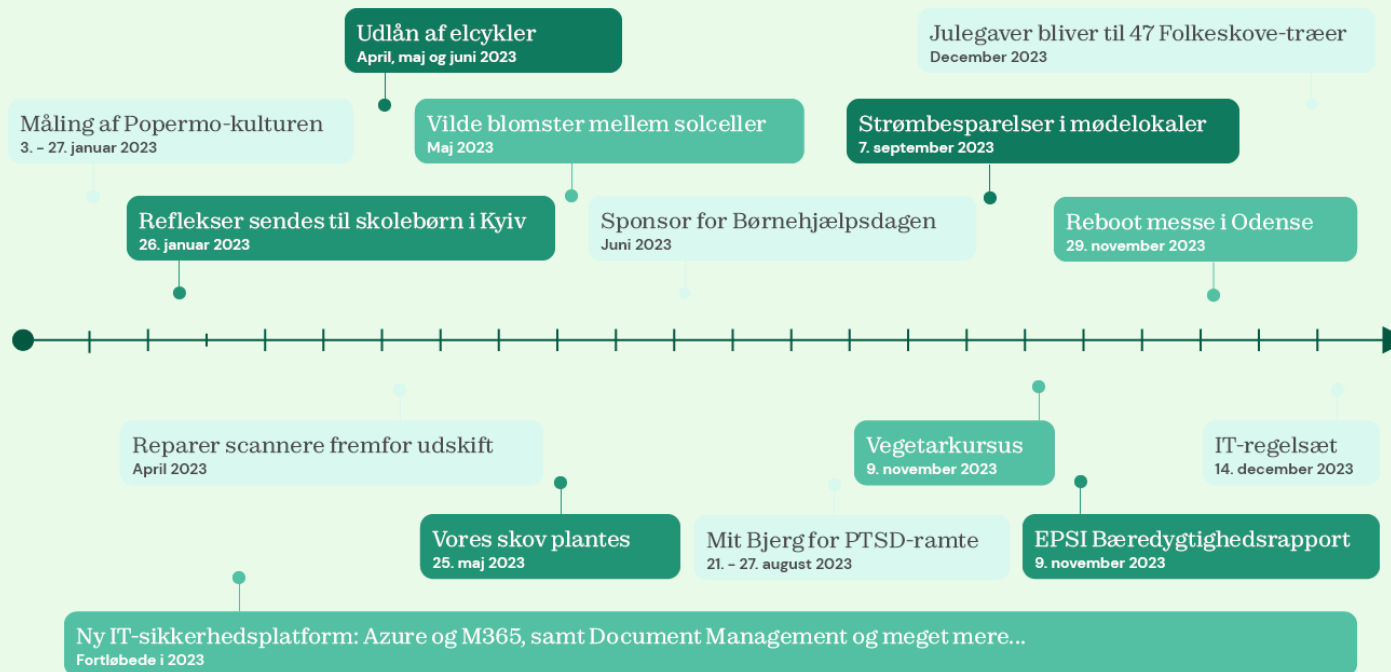 Udlån af elcykler
April, maj og juni 2023
Julegaver bliver til 47 Folkeskove-træer
December 2023
Måling af Popermo-kulturen
3. - 27. januar 2023
Vilde blomster mellem solceller
Maj 2023
Strømbesparelser i mødelokaler
7. september 2023
Reflekser sendes til skolebørn i Kyiv
26. januar 2023
Sponsor for Børnehjælpsdagen
Juni 2023
Reboot messe i Odense
29. november 2023
Reparer scannere fremfor udskift
April 2023
Vegetarkursus
9. november 2023
IT-regelsæt
14. december 2023
Vores skov plantes
25. maj 2023
Mit Bjerg for PTSD-ramte
21. - 27. august 2023
EPSI Bæredygtighedsrapport
9. november 2023
Ny IT-sikkerhedsplatform: Azure og M365, samt Document Management og meget mere...
Fortløbede i 2023